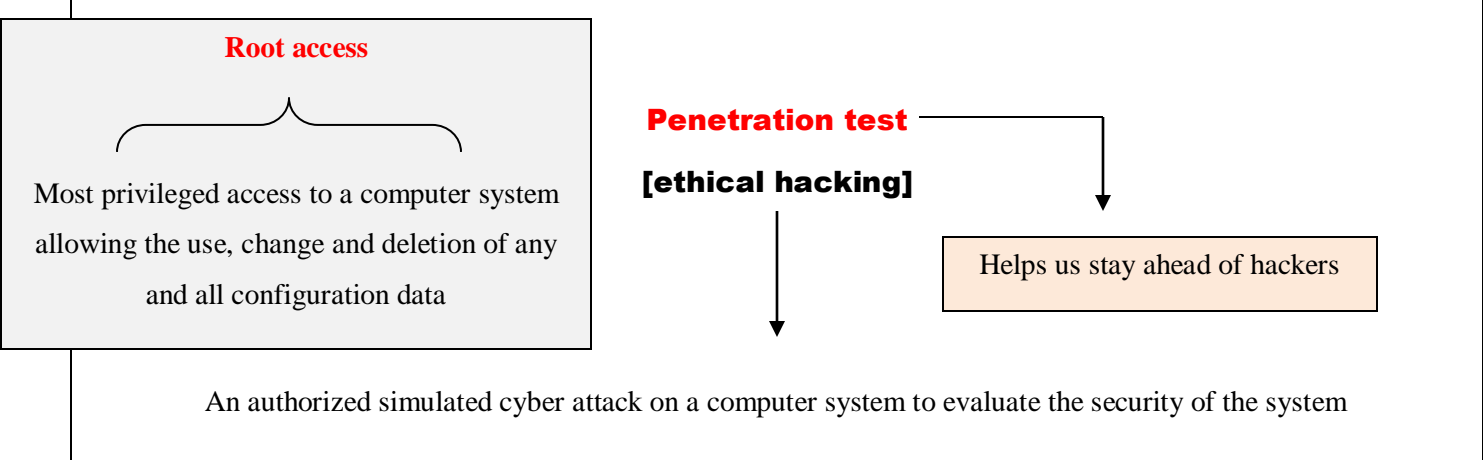 Root access
Most privileged access to a computer system
allowing the use, change and deletion of any
and all configuration data
Penetration test
[ethical hacking]
Helps us stay ahead of hackers
An authorized simulated cyber attack on a computer system to evaluate the security of the system